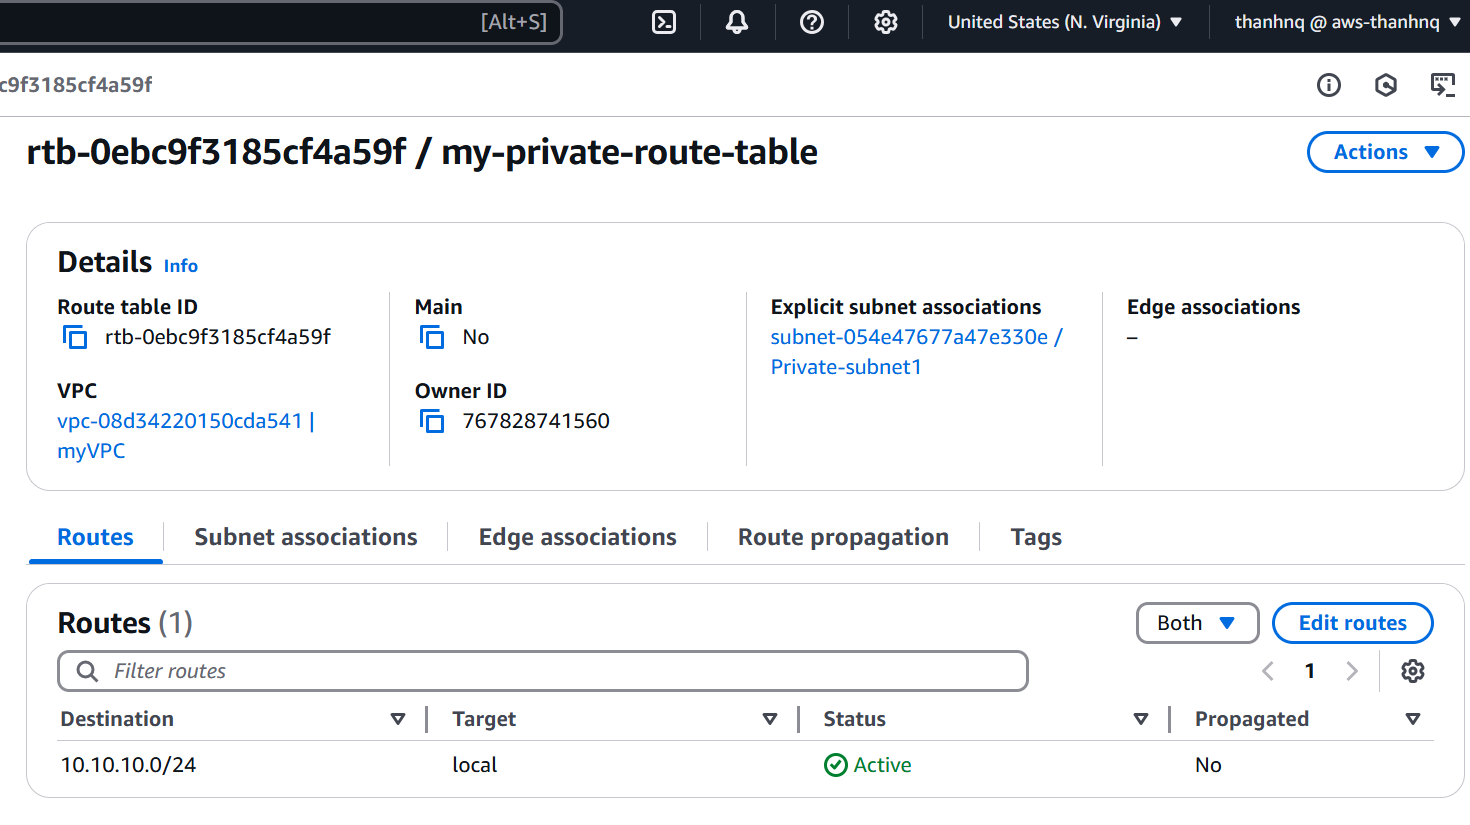 [Alt+S]
United States (N. Virginia)
thanhnq @ aws-thanhnq
c9f3185cf4a59f
rtb-0ebc9f3185cf4a59f / my-private-route-table
Actions
Details Info
Route table ID
rtb-0ebc9f3185cf4a59f
Main
No
Explicit subnet associations
subnet-054e47677a47e330e /
Private-subnet1
Edge associations
–
VPC
vpc-08d34220150cda541 |
myVPC
Owner ID
767828741560
Routes
Subnet associations
Edge associations
Route propagation
Tags
Routes (1)
Both
Edit routes
Filter routes
1
Destination
Target
Status
Propagated
10.10.10.0/24
local
Active
No